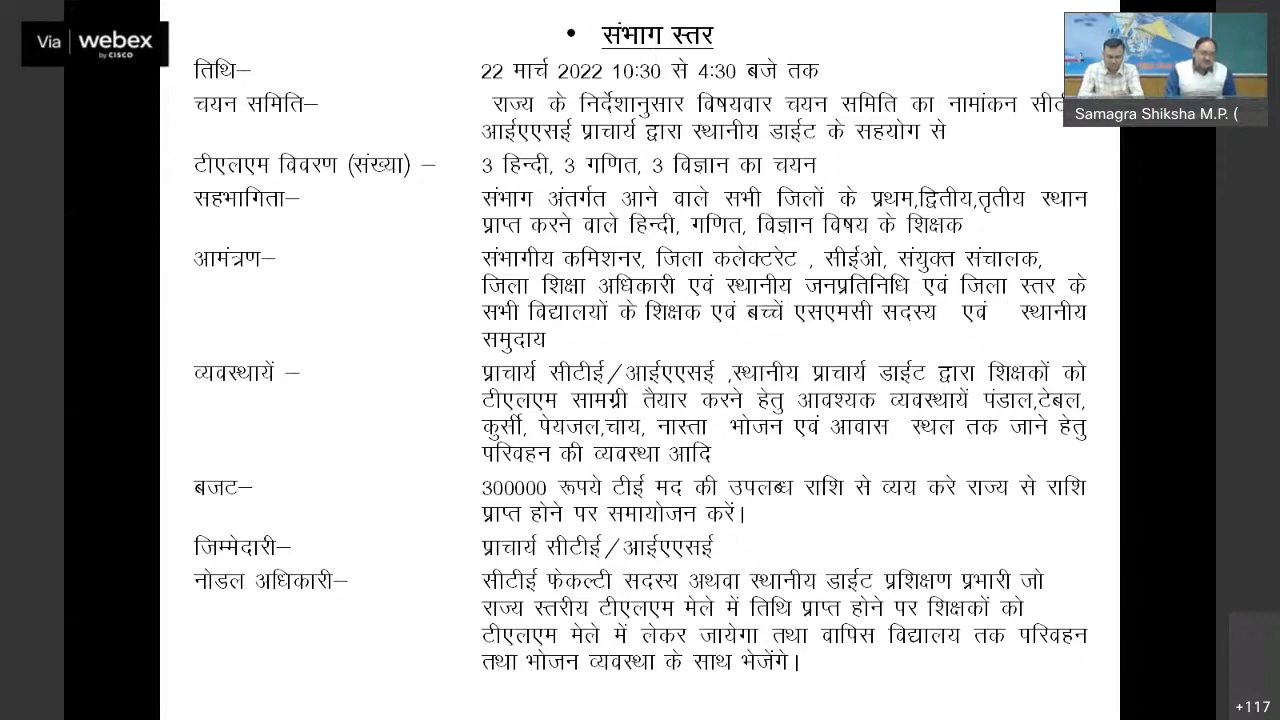 Via webex
by CISCO
• संभाग स्तर
तिथि– 22 मार्च 2022 10:30 से 4:30 बजे तक
चयन समिति– राज्य के निर्देशानुसार विषयवार चयन समिति का नामांकन
आईएएसई प्राचार्य द्वारा स्थानीय डाईट के सहयोग से
टीएलएम विवरण (संख्या) – 3 हिन्दी, 3 गणित, 3 विज्ञान का चयन
सहभागिता– संभाग अंतर्गत आने वाले सभी जिलों के प्रथम,द्वितीय,तृतीय स्थान
प्राप्त करने वाले हिन्दी, गणित, विज्ञान विषय के शिक्षक
आमंत्रण– संभागीय कमिशनर, जिला कलेक्टरेट , सीईओ, संयुक्त संचालक,
जिला शिक्षा अधिकारी एवं स्थानीय जनप्रतिनिधि एवं जिला स्तर के
सभी विद्यालयों के शिक्षक एवं बच्चें एसएमसी सदस्य एवं स्थानीय
समुदाय
व्यवस्थायें – प्राचार्य सीटीई/आईएएसई ,स्थानीय प्राचार्य डाईट द्वारा शिक्षकों को
टीएलएम सामग्री तैयार करने हेतु आवश्यक व्यवस्थायें पंडाल,टेबल,
कुर्सी, पेयजल,चाय, नास्ता भोजन एवं आवास स्थल तक जाने हेतु
परिवहन की व्यवस्था आदि
बजट– 300000 रूपये टीई मद की उपलब्ध राशि से व्यय करे राज्य से राशि
प्राप्त होने पर समायोजन करें।
जिम्मेदारी– प्राचार्य सीटीई/आईएएसई
नोडल अधिकारी– सीटीई फेकल्टी सदस्य अथवा स्थानीय डाईट प्रशिक्षण प्रभारी जो
राज्य स्तरीय टीएलएम मेले में तिथि प्राप्त होने पर शिक्षकों को
टीएलएम मेले में लेकर जायेगा तथा वापिस विद्यालय तक परिवहन
तथा भोजन व्यवस्था के साथ भेजेंगे।
Samagra Shiksha M.P. (
+117